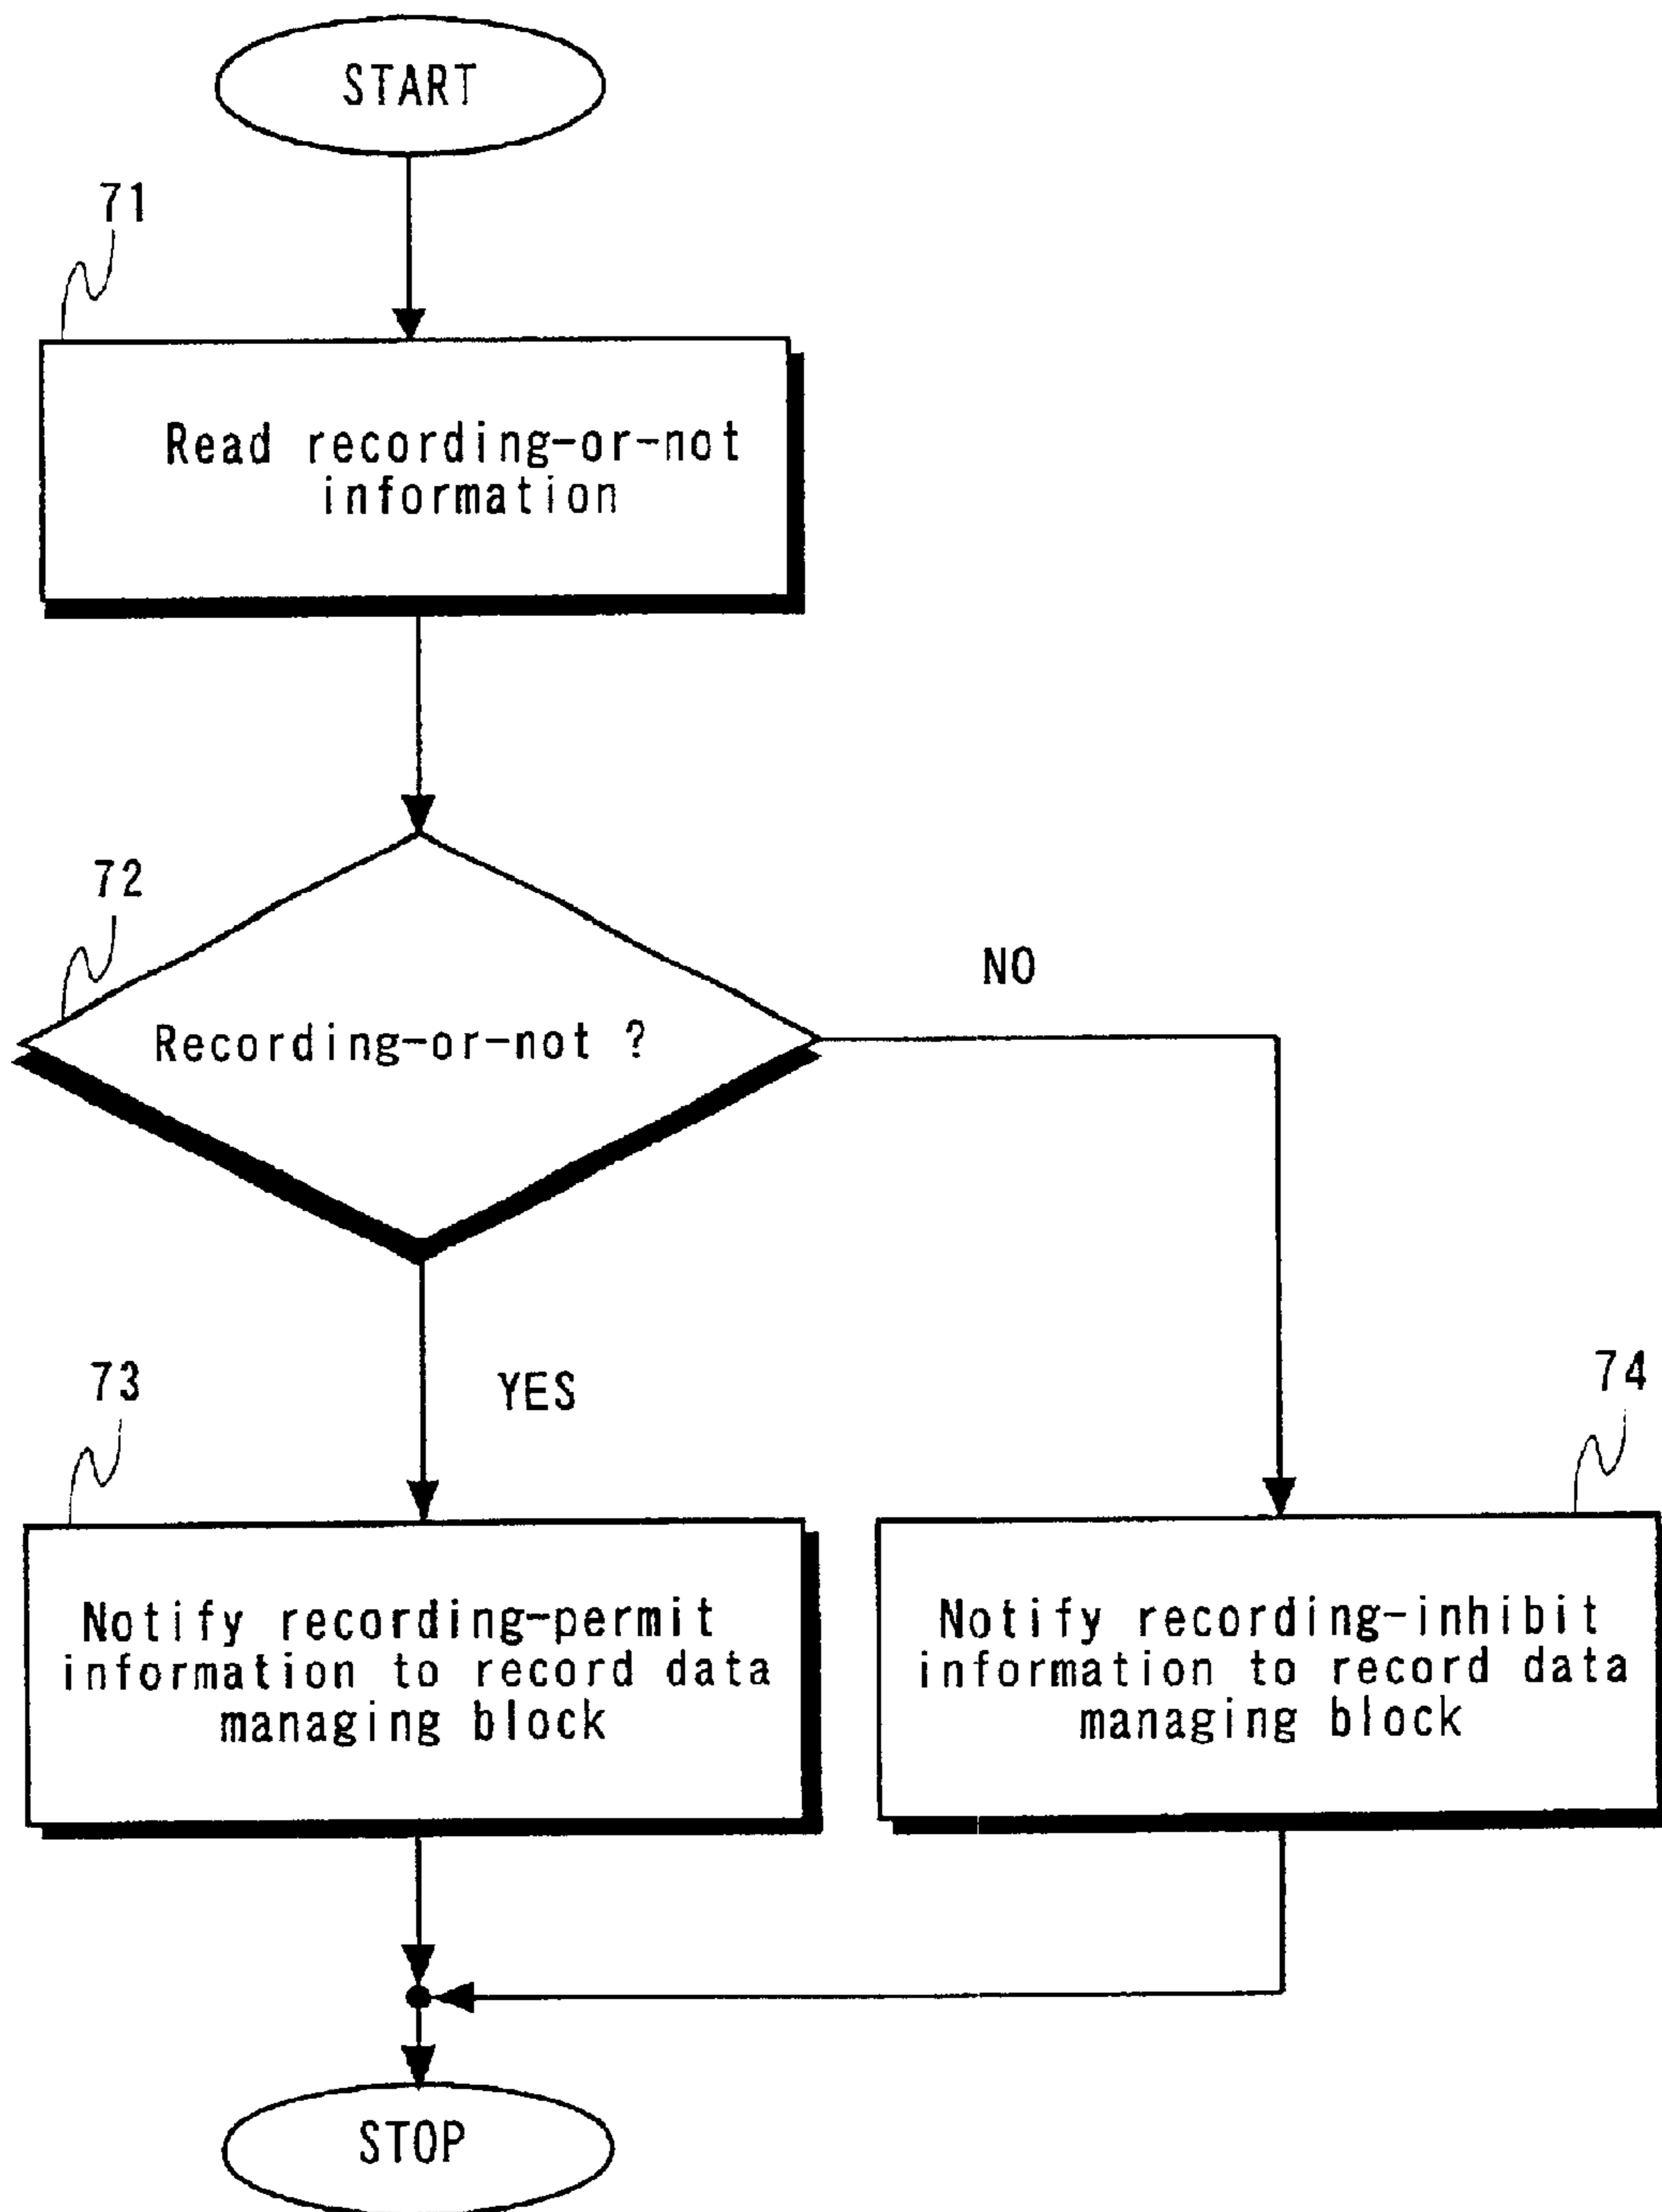 START
71
Read recording-or-not
information
72
NO
Recording-or-not ?
73
YES
74
Notify recording-permit
information to record data
managing block
Notify recording-inhibit
information to record data
managing block
STOP